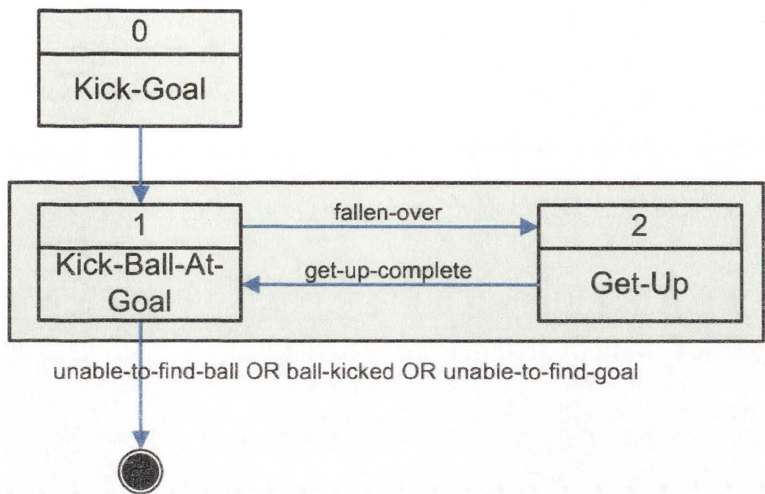 0
Kick-Goal
1
fallen-over
2
Kick-Ball-At-
Goal
get-up-complete
Get-Up
unable-to-find-ball OR ball-kicked OR unable-to-find-goal